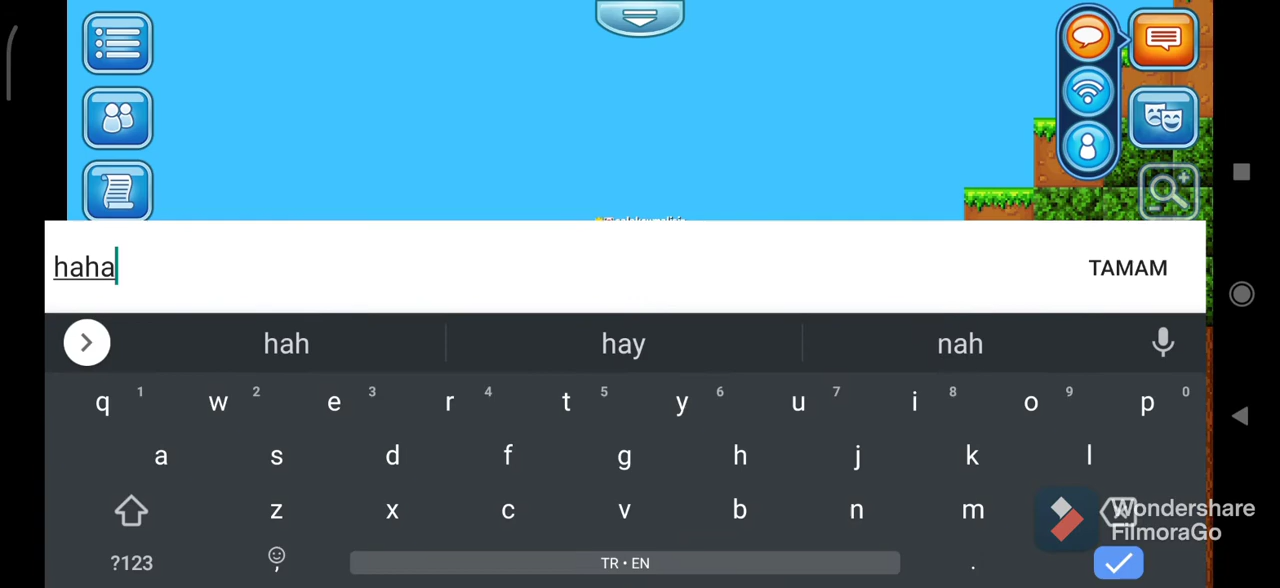 haha
TAMAM
hah hay nah
q 1 w 2 e 3 r 4 t 5 y 6 u 7 i 8 o 9 p 0
a s d f g h j k l
z x c v b n m
Wondershare
FilmoraGo
?123 , TR • EN .